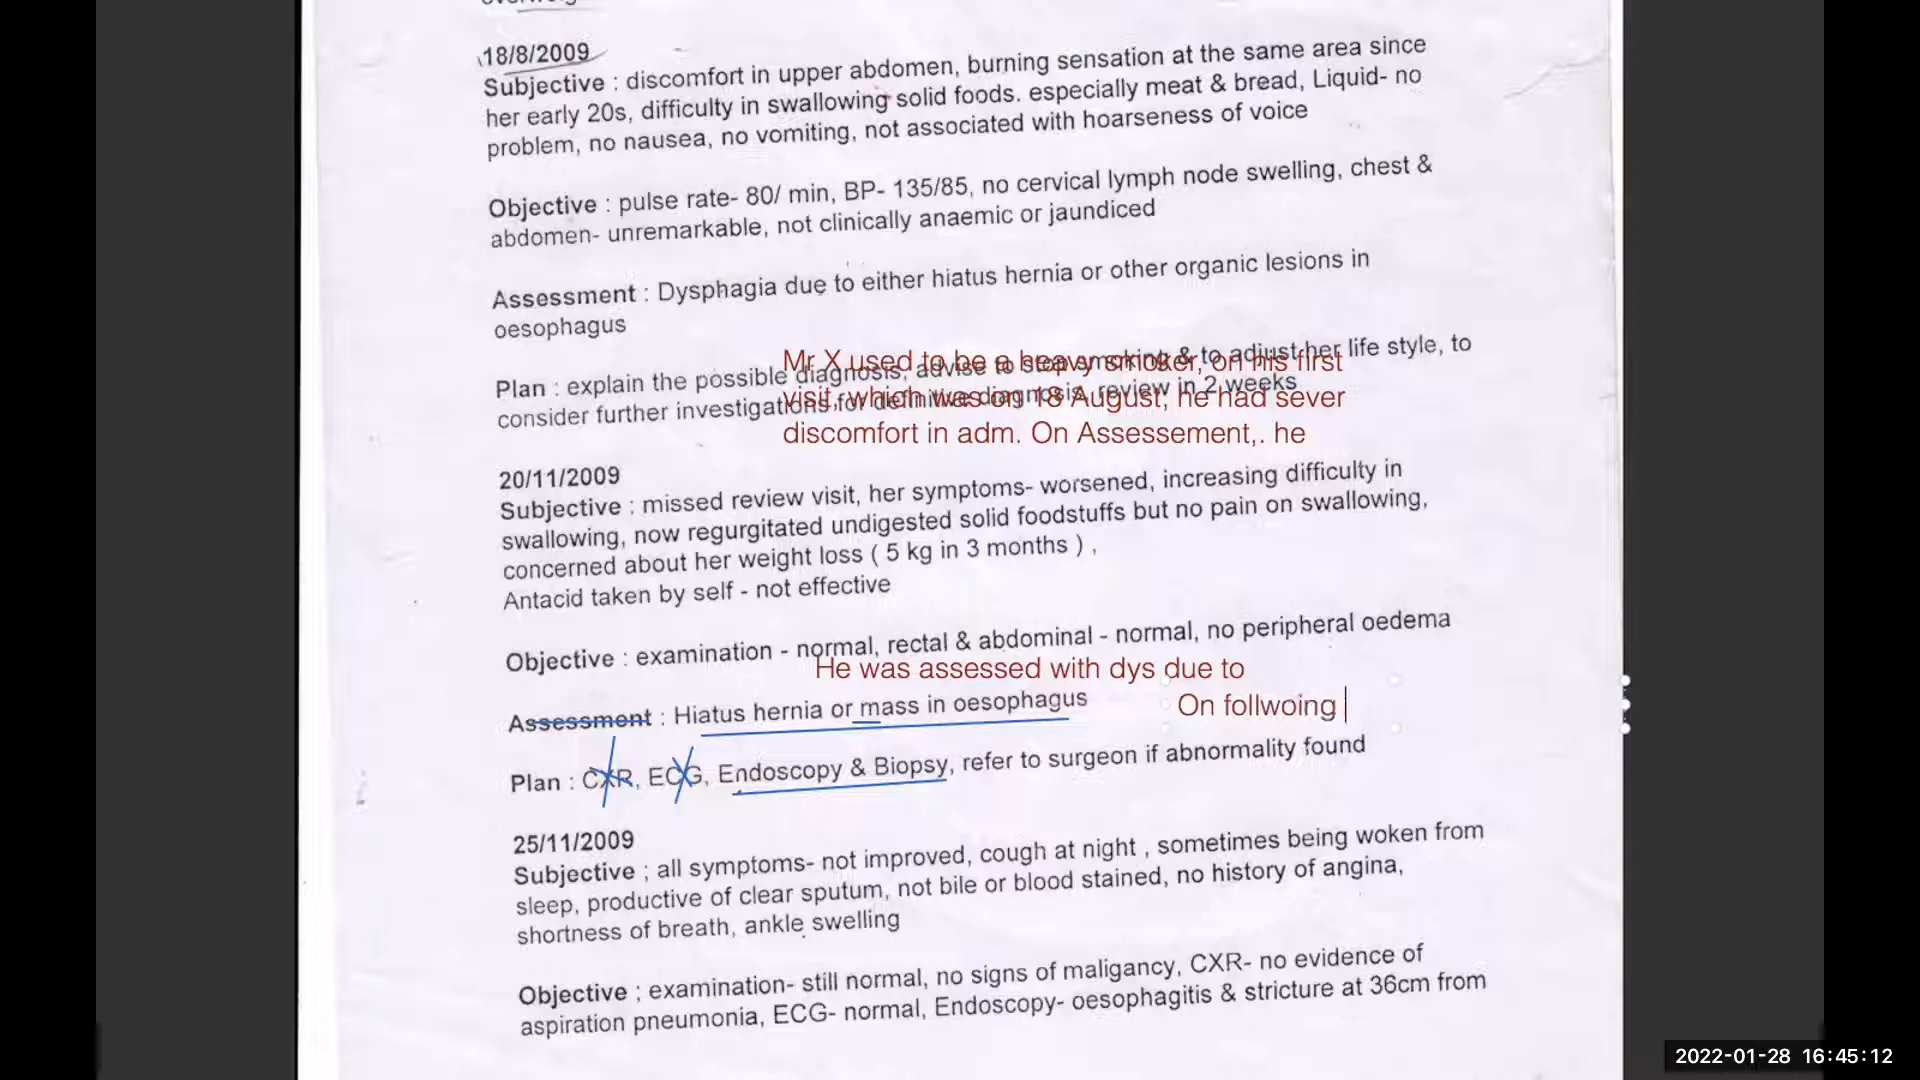 18/8/2009
Subjective : discomfort in upper abdomen, burning sensation at the same area since
her early 20s, difficulty in swallowing solid foods. especially meat & bread, Liquid- no
problem, no nausea, no vomiting, not associated with hoarseness of voice
Objective : pulse rate- 80/ min, BP- 135/85, no cervical lymph node swelling, chest &
abdomen- unremarkable, not clinically anaemic or jaundiced
Assessment : Dysphagia due to either hiatus hernia or other organic lesions in
oesophagus
Plan : explain the possible diagnosis, advise to stop smoking & to adjust her life style, to
consider further investigations for definitive diagnosis, review in 2 weeks
Mr X used to be a heavy smoker, on his first
visit, which was on 18 August, he had sever
discomfort in adm. On Assessement,. he
20/11/2009
Subjective : missed review visit, her symptoms- worsened, increasing difficulty in
swallowing, now regurgitated undigested solid foodstuffs but no pain on swallowing,
concerned about her weight loss ( 5 kg in 3 months ) ,
Antacid taken by self - not effective
Objective : examination - normal, rectal & abdominal - normal, no peripheral oedema
He was assessed with dys due to
Assessment : Hiatus hernia or mass in oesophagus
On follwoing
Plan : CXR, ECG, Endoscopy & Biopsy, refer to surgeon if abnormality found
25/11/2009
Subjective ; all symptoms- not improved, cough at night , sometimes being woken from
sleep, productive of clear sputum, not bile or blood stained, no history of angina,
shortness of breath, ankle swelling
Objective ; examination- still normal, no signs of maligancy, CXR- no evidence of
aspiration pneumonia, ECG- normal, Endoscopy- oesophagitis & stricture at 36cm from
2022-01-28 16:45:12